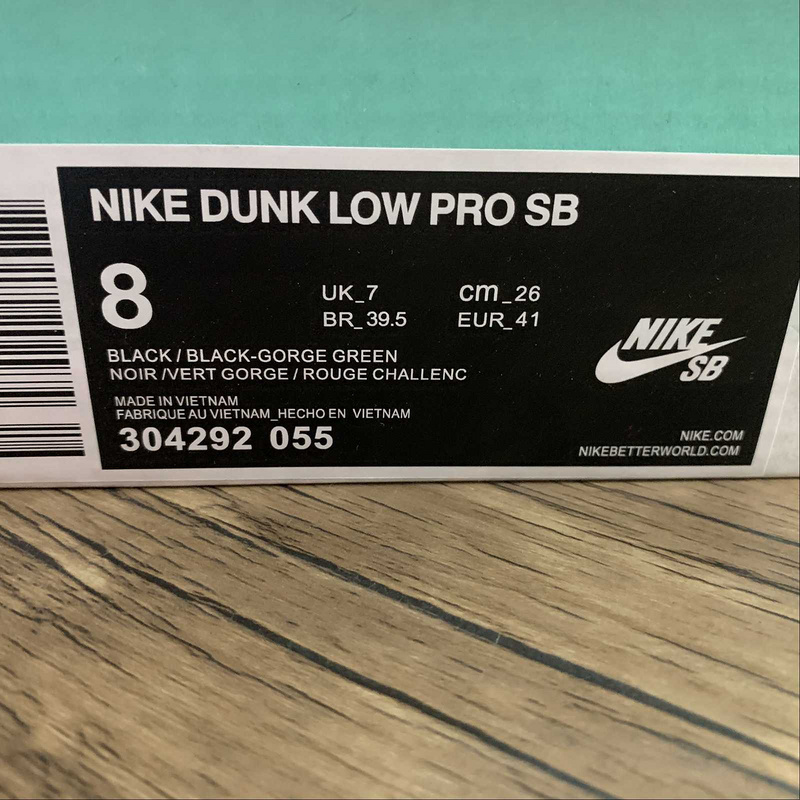 NIKE DUNK LOW PRO SB
8
UK_7
cm_26
BR_39.5
EUR_41
BLACK / BLACK-GORGE GREEN
NOIR /VERT GORGE / ROUGE CHALLENC
MADE IN VIETNAM
FABRIQUE AU VIETNAM_HECHO EN VIETNAM
304292 055
NIKE
SB
NIKE.COM
NIKEBETTERWORLD.COM